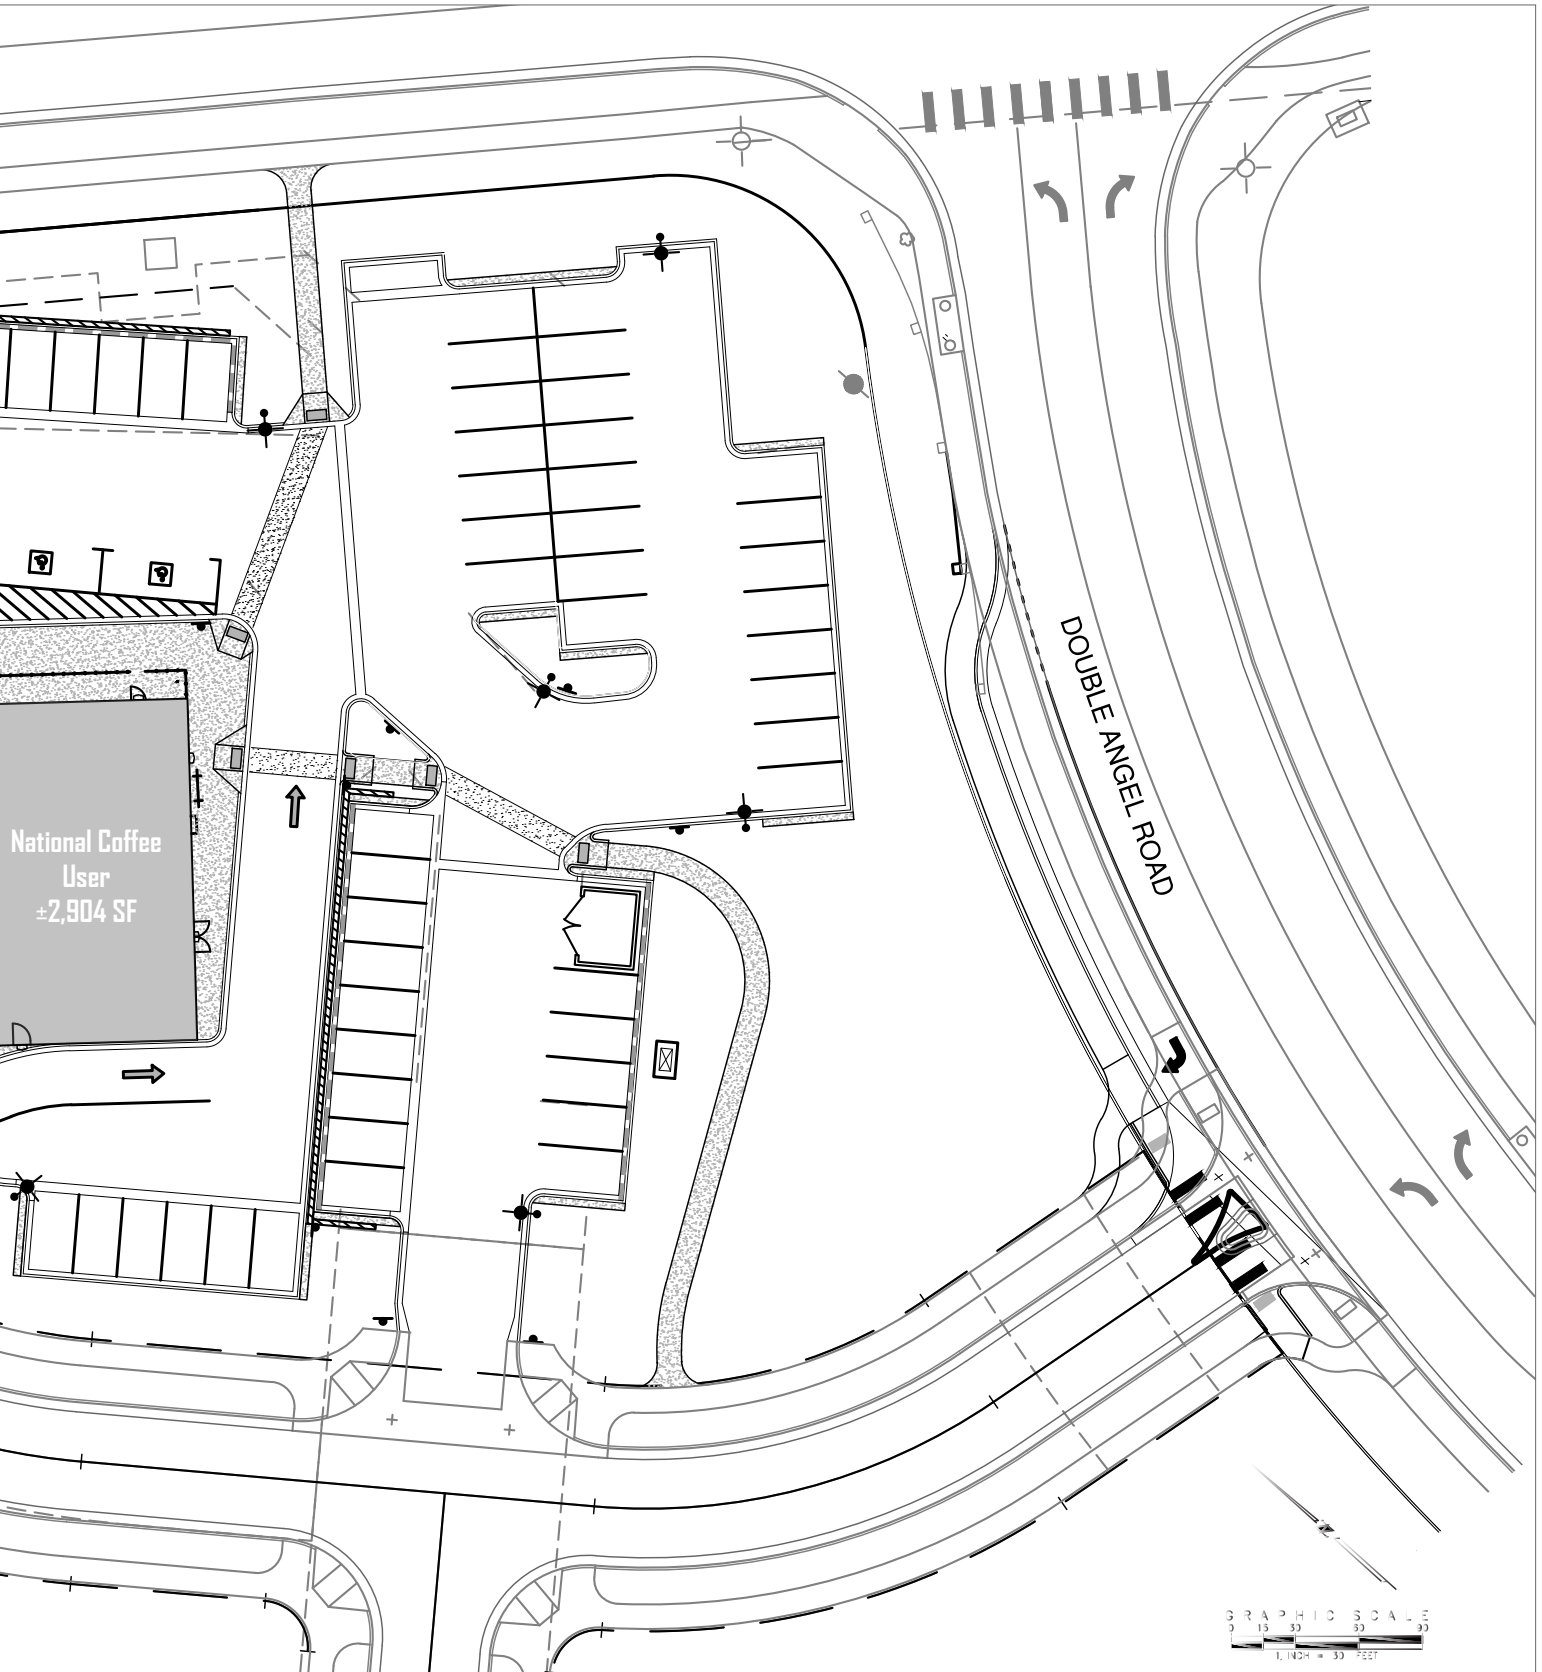 DOUBLE ANGEL ROAD
National Coffee
User
±2,904 SF
GRAPHIC SCALE
0 15 30 60 90
1 INCH = 30 FEET